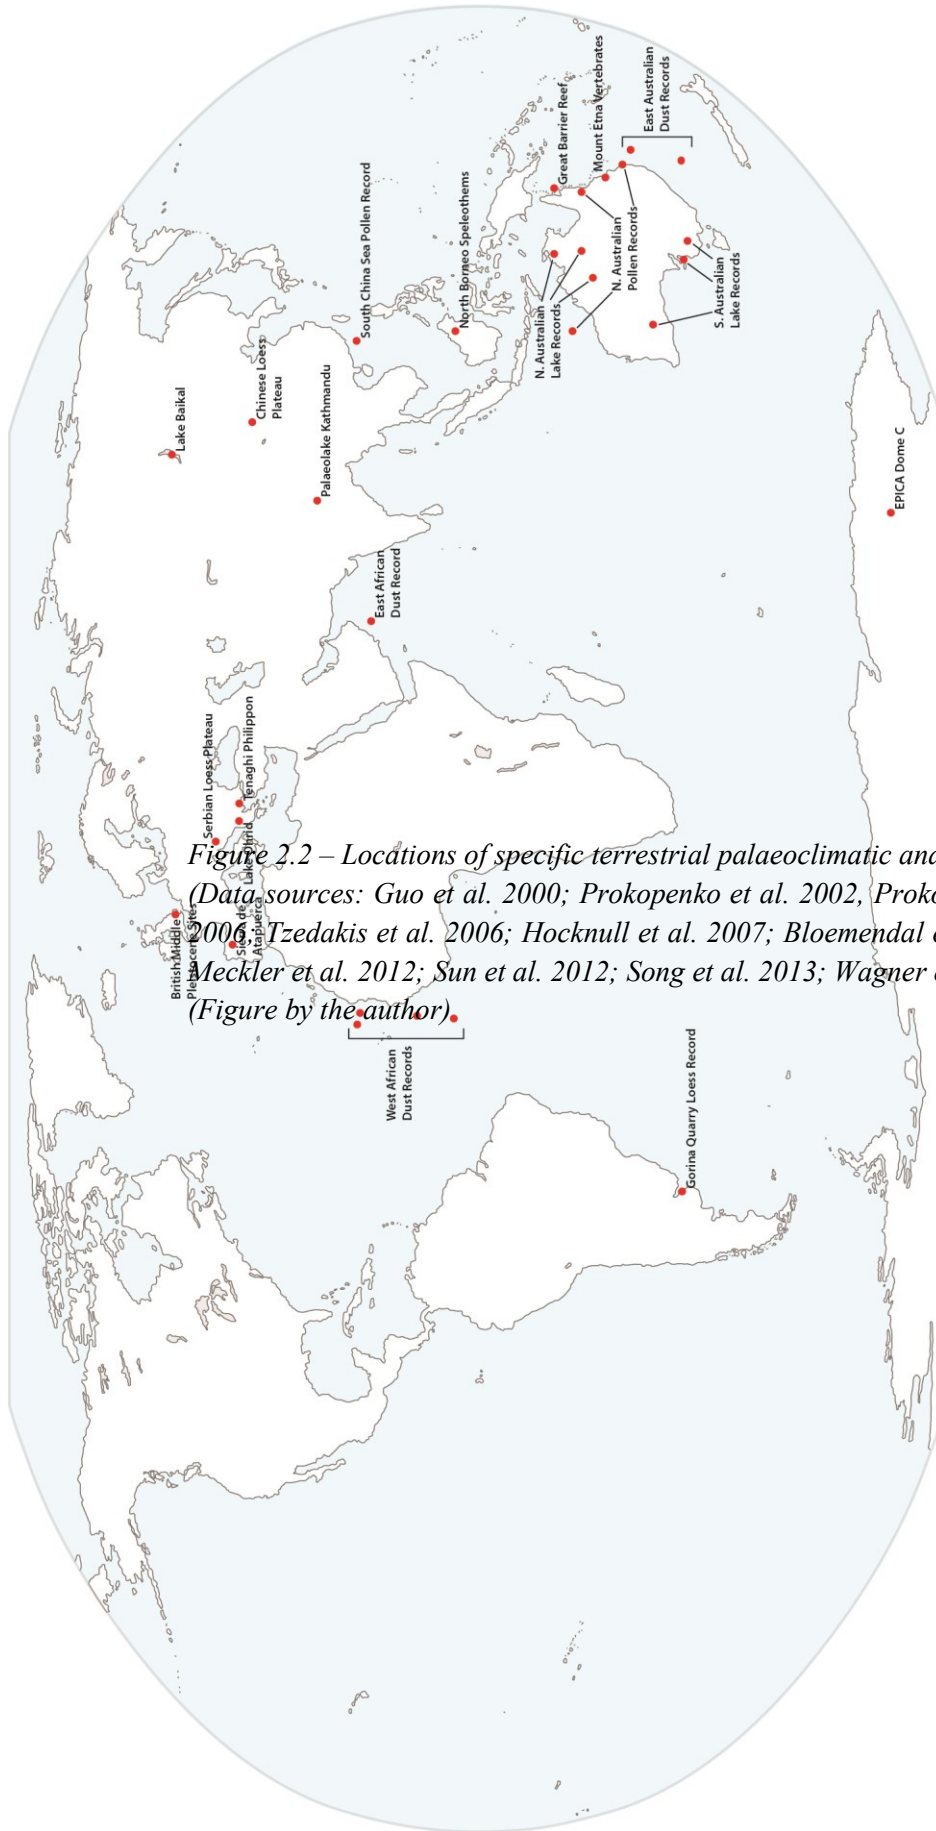 Great Barrier Reef
Mount Etna Vertebrates
East Australian
Dust Records
South China Sea Pollen Record
North Borneo Speleothems
N. Australian
Lake Records
N. Australian
Pollen Records
S. Australian
Lake Records
Lake Baikal
Chinese Loess
Plateau
Palaeolake Kathmandu
EPICA Dome C
East African
Dust Record
Serbian Loess Plateau
Tenaghi Philippon
Lake Ohrid
Sierra de
Atapuerca
British Middle
Pleistocene Sites
West African
Dust Records
Gorina Quarry Loess Record
Figure 2.2 – Locations of specific terrestrial palaeoclimatic and
(Data sources: Guo et al. 2000; Prokopenko et al. 2002,
2006; Tzedakis et al. 2006; Hocknull et al. 2007; Bloemendal
Meckler et al. 2012; Sun et al. 2012; Song et al. 2013; Wagner
(Figure by the author)